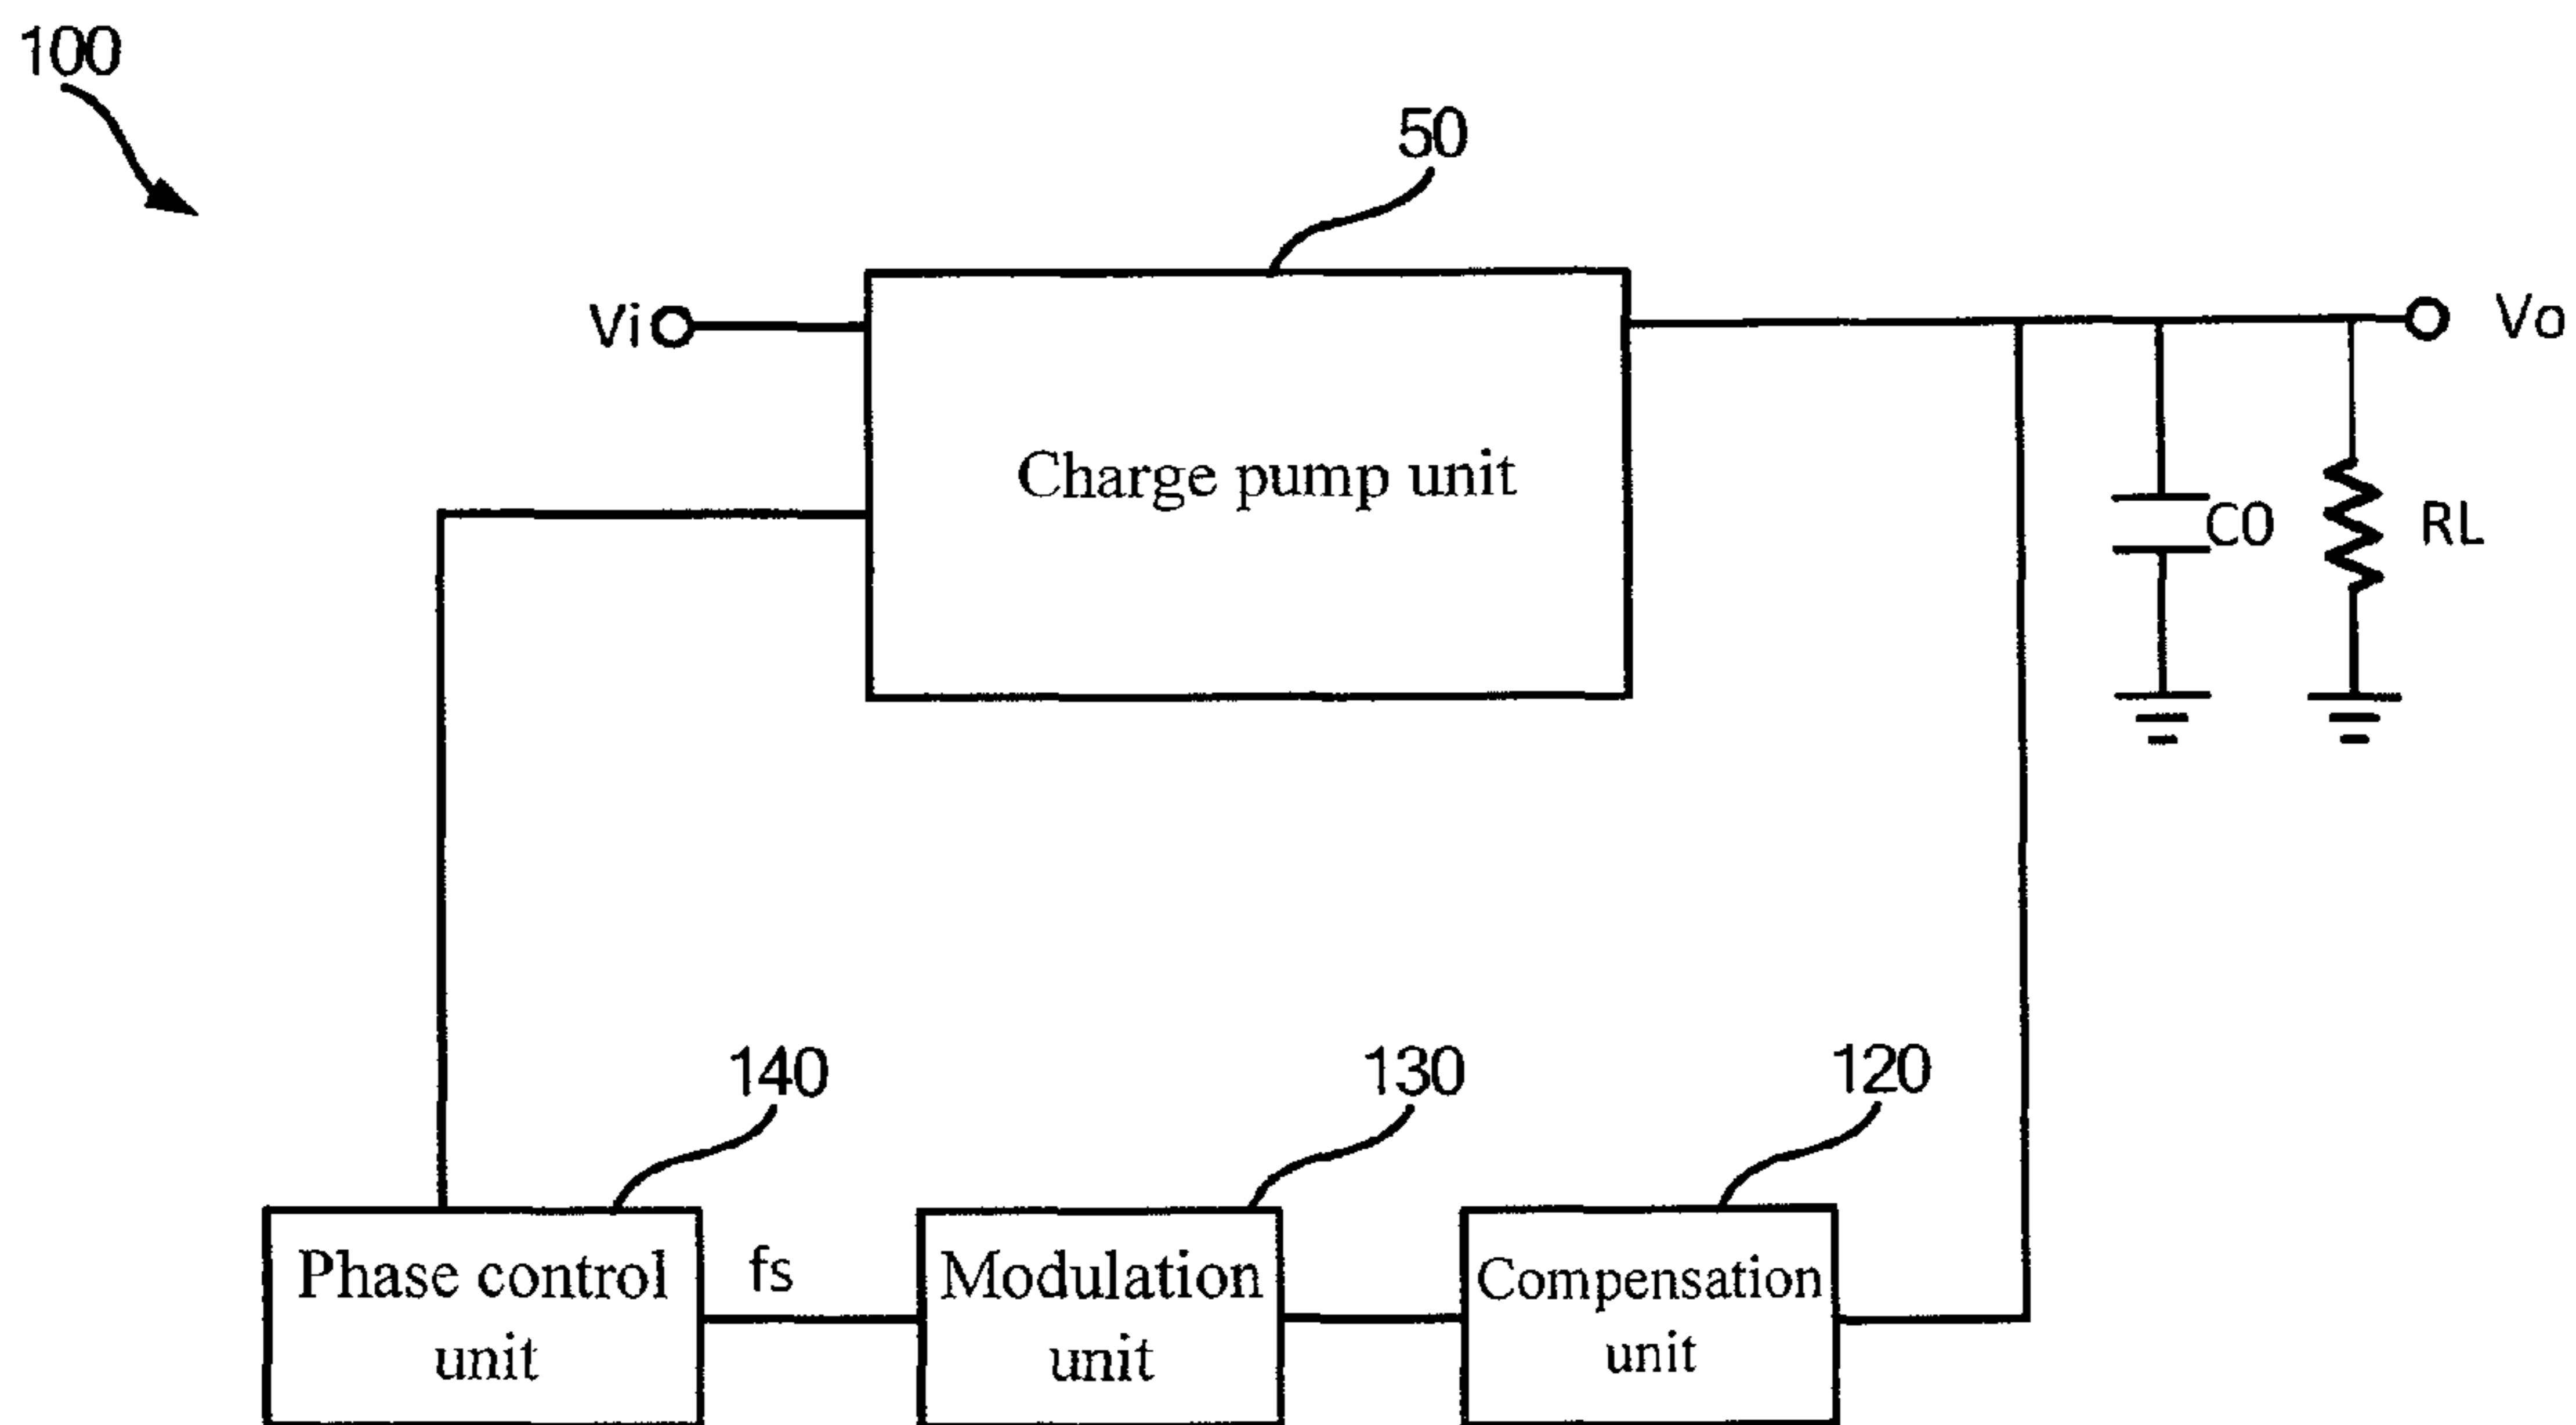 100
50
Vi
Vo
Charge pump unit
C0
RL
140
130
120
Phase control
unit
fs
Modulation
unit
Compensation
unit